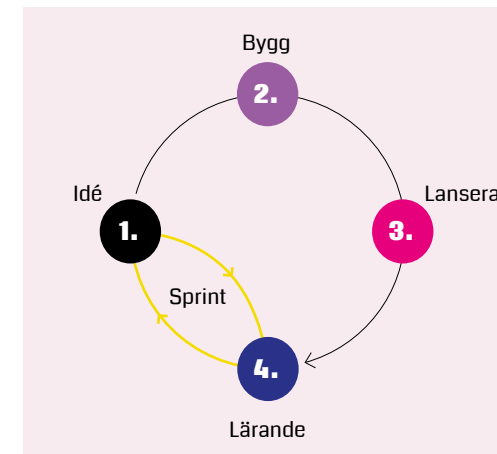 Bygg
2.
Idé
Lansera
1.
3.
Sprint
4.
Lärande